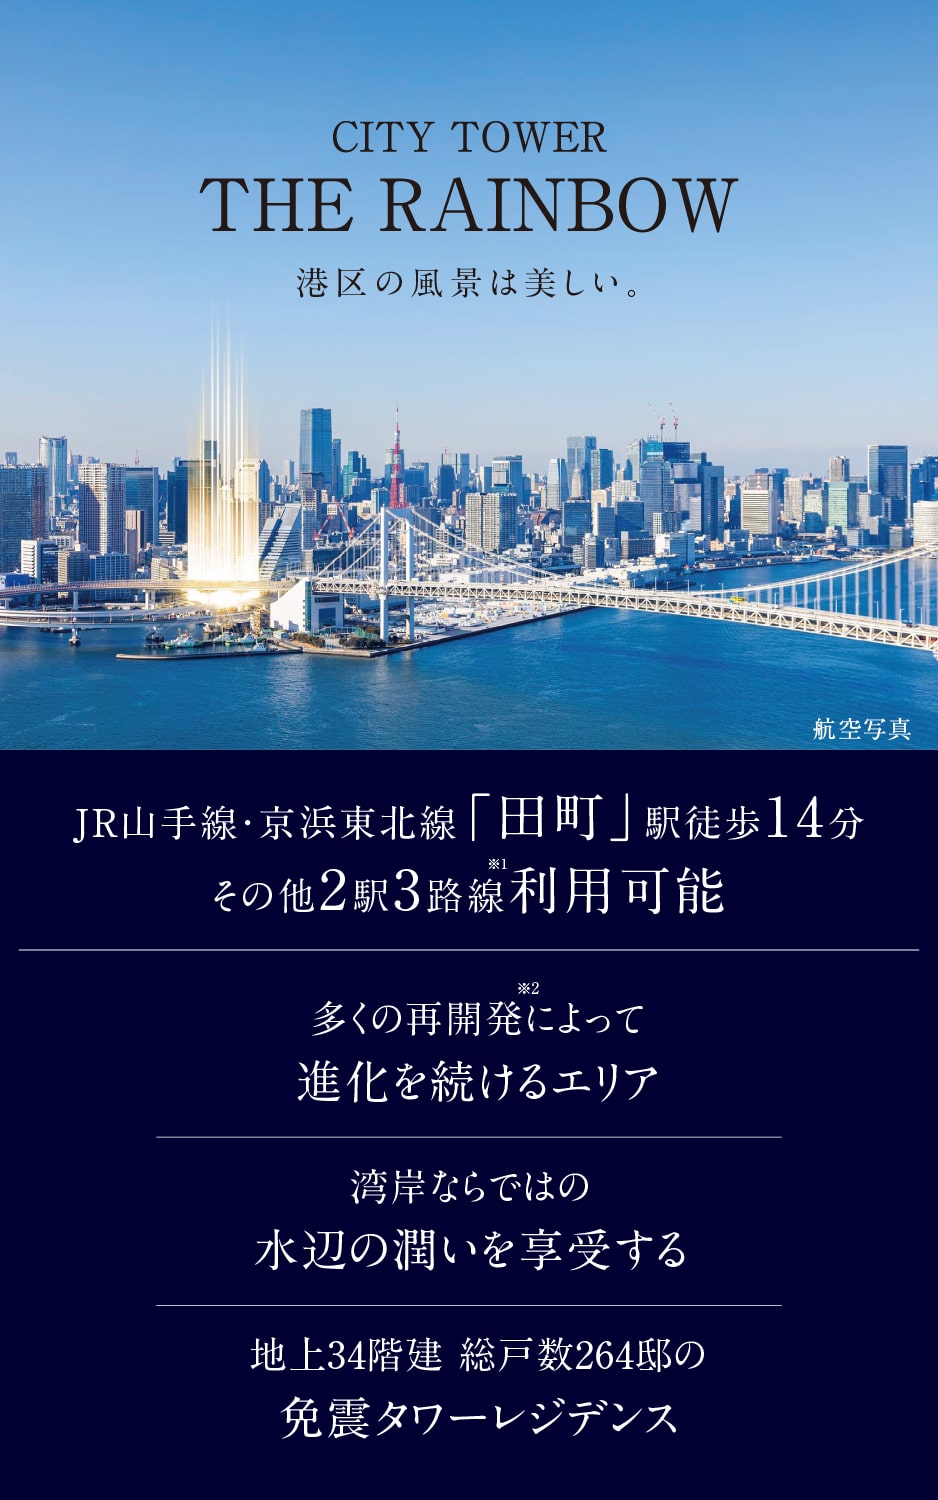 CITY TOWER
THE RAINBOW
港区の風景は美しい。
航空写真
JR山手線・京浜東北線「田町」駅徒歩14分
その他2駅3路線※1利用可能
多くの再開発※2によって
進化を続けるエリア
湾岸ならではの
水辺の潤いを享受する
地上34階建 総戸数264邸の
免震タワーレジデンス